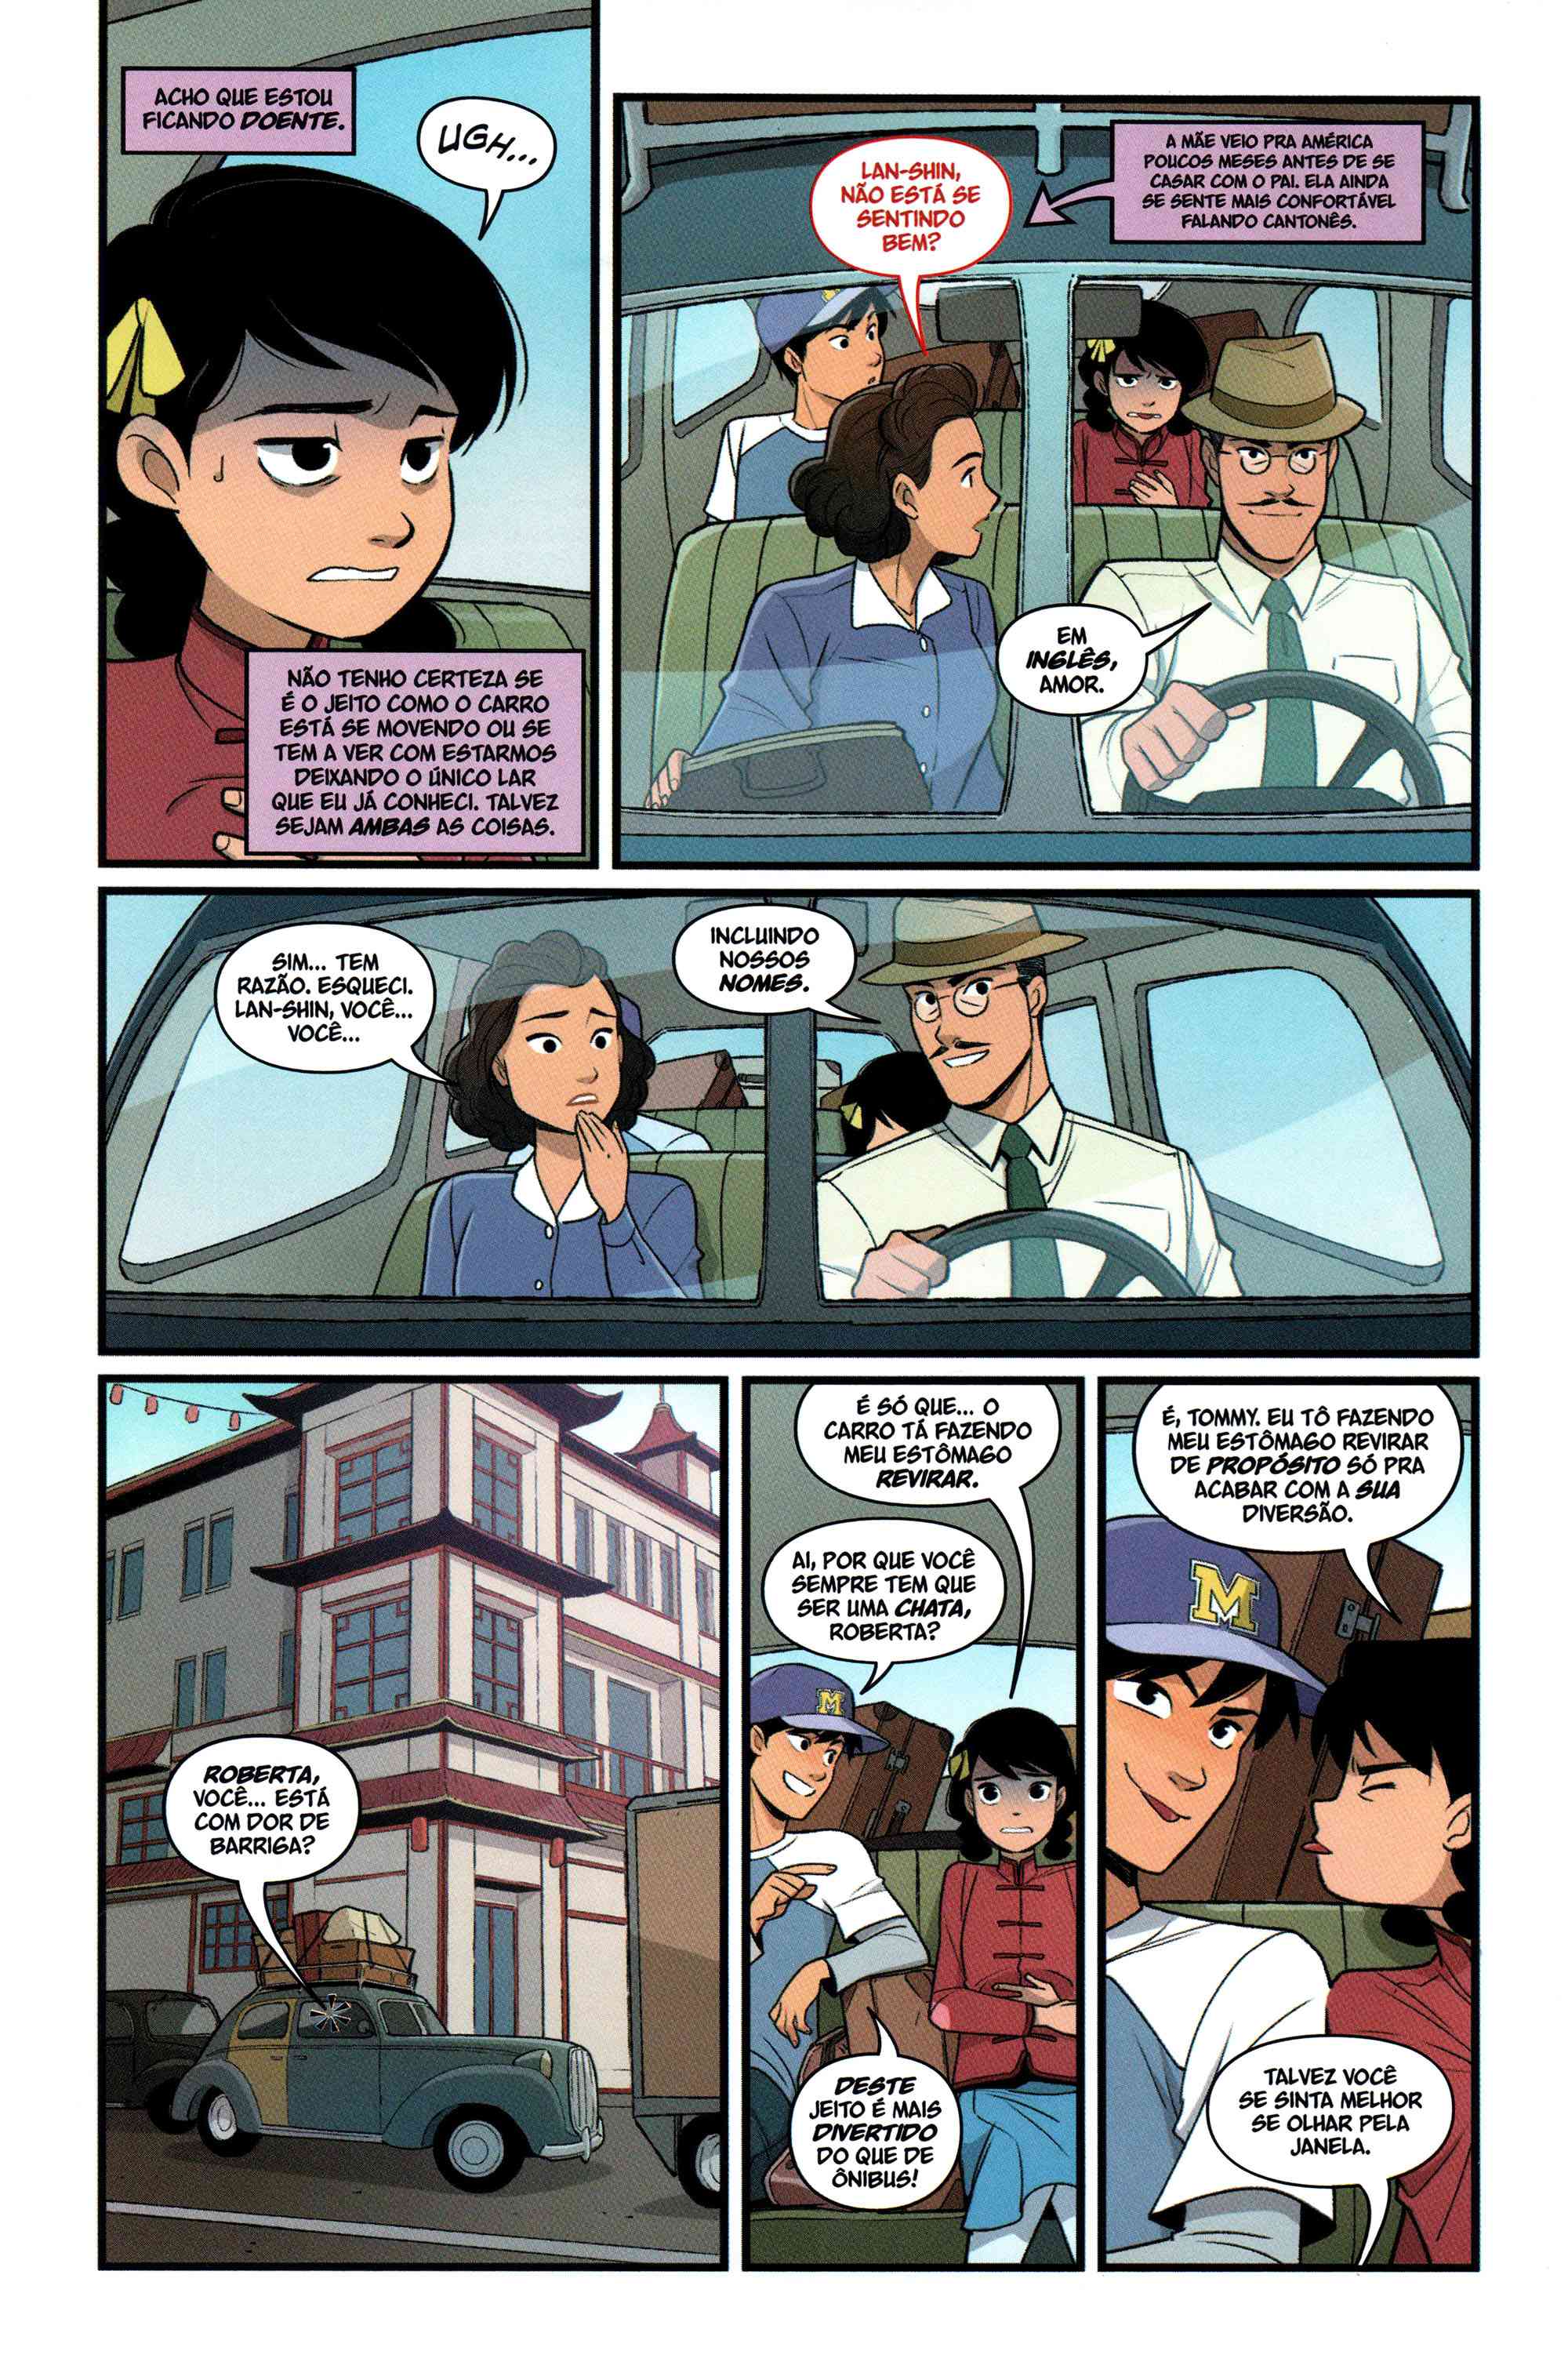 ACHO QUE ESTOU
FICANDO DOENTE.
UGH...
NÃO TENHO CERTEZA SE
É O JEITO COMO O CARRO
ESTÁ SE MOVENDO OU SE
TEM A VER COM ESTARMOS
DEIXANDO O ÚNICO LAR
QUE EU JÁ CONHECI. TALVEZ
SEJAM AMBAS AS COISAS.
LAN-SHIN,
NÃO ESTÁ SE
SENTINDO
BEM?
A MÃE VEIO PRA AMÉRICA
POUCOS MESES ANTES DE SE
CASAR COM O PAI. ELA AINDA
SE SENTE MAIS CONFORTÁVEL
FALANDO CANTONÊS.
EM
INGLÊS,
AMOR.
SIM... TEM
RAZÃO. ESQUECI.
LAN-SHIN, VOCÊ...
VOCÊ...
INCLUINDO
NOSSOS
NOMES.
ROBERTA,
VOCÊ... ESTÁ
COM DOR DE
BARRIGA?
É SÓ QUE... O
CARRO TÁ FAZENDO
MEU ESTÔMAGO
REVIRAR.
AI, POR QUE VOCÊ
SEMPRE TEM QUE
SER UMA CHATA,
ROBERTA?
M
DESTE
JEITO É MAIS
DIVERTIDO
DO QUE DE
ÔNIBUS!
É, TOMMY. EU TÔ FAZENDO
MEU ESTÔMAGO REVIRAR
DE PROPÓSITO SÓ PRA
ACABAR COM A SUA
DIVERSÃO.
M
TALVEZ VOCÊ
SE SINTA MELHOR
SE OLHAR PELA
JANELA.